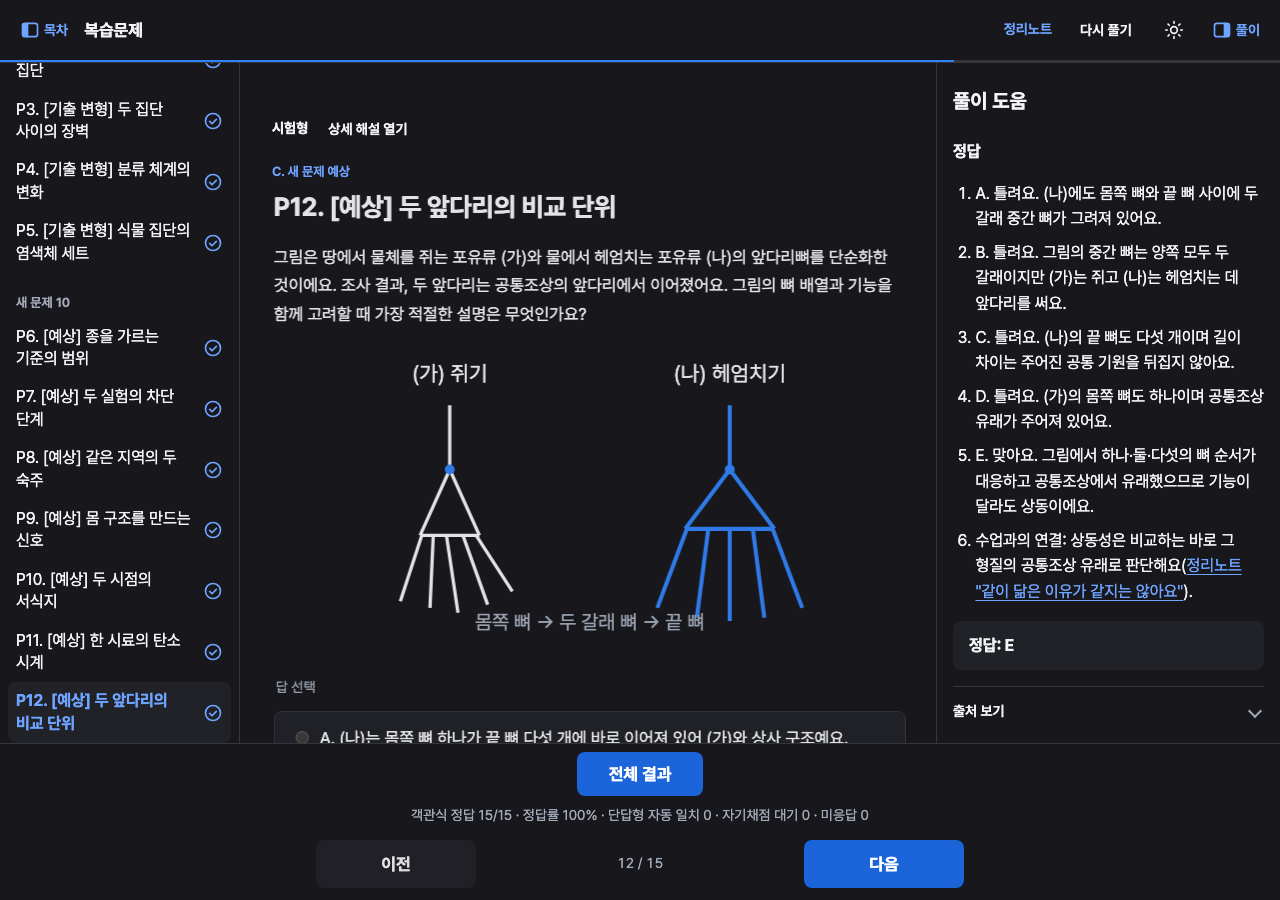 목차
복습문제
정리노트
다시 풀기
풀이
집단
P3. [기출 변형] 두 집단
사이의 장벽
P4. [기출 변형] 분류 체계의
변화
P5. [기출 변형] 식물 집단의
염색체 세트
새 문제 10
P6. [예상] 종을 가르는
기준의 범위
P7. [예상] 두 실험의 차단
단계
P8. [예상] 같은 지역의 두
숙주
P9. [예상] 몸 구조를 만드는
신호
P10. [예상] 두 시점의
서식지
P11. [예상] 한 시료의 탄소
시계
P12. [예상] 두 앞다리의
비교 단위
시험형
상세 해설 열기
C. 새 문제 예상
P12. [예상] 두 앞다리의 비교 단위
그림은 땅에서 물체를 쥐는 포유류 (가)와 물에서 헤엄치는 포유류 (나)의 앞다리뼈를 단순화한
것이에요. 조사 결과, 두 앞다리는 공통조상의 앞다리에서 이어졌어요. 그림의 뼈 배열과 기능을
함께 고려할 때 가장 적절한 설명은 무엇인가요?
(가) 쥐기
(나) 헤엄치기
몸쪽 뼈 → 두 갈래 뼈 → 끝 뼈
답 선택
A. (나)는 몸쪽 뼈 하나가 끝 뼈 다섯 개에 바로 이어져 있어 (가)와 상사 구조예요.
풀이 도움
정답
1. A. 틀려요. (나)에도 몸쪽 뼈와 끝 뼈 사이에 두
갈래 중간 뼈가 그려져 있어요.
2. B. 틀려요. 그림의 중간 뼈는 양쪽 모두 두
갈래이지만 (가)는 쥐고 (나)는 헤엄치는 데
앞다리를 써요.
3. C. 틀려요. (나)의 끝 뼈도 다섯 개이며 길이
차이는 주어진 공통 기원을 뒤집지 않아요.
4. D. 틀려요. (가)의 몸쪽 뼈도 하나이며 공통조상
유래가 주어져 있어요.
5. E. 맞아요. 그림에서 하나·둘·다섯의 뼈 순서가
대응하고 공통조상에서 유래했으므로 기능이
달라도 상동이에요.
6. 수업과의 연결: 상동성은 비교하는 바로 그
형질의 공통조상 유래로 판단해요(정리노트
"같이 닮은 이유가 같지는 않아요").
정답: E
출처 보기
전체 결과
객관식 정답 15/15 · 정답률 100% · 단답형 자동 일치 0 · 자기채점 대기 0 · 미응답 0
이전
12 / 15
다음